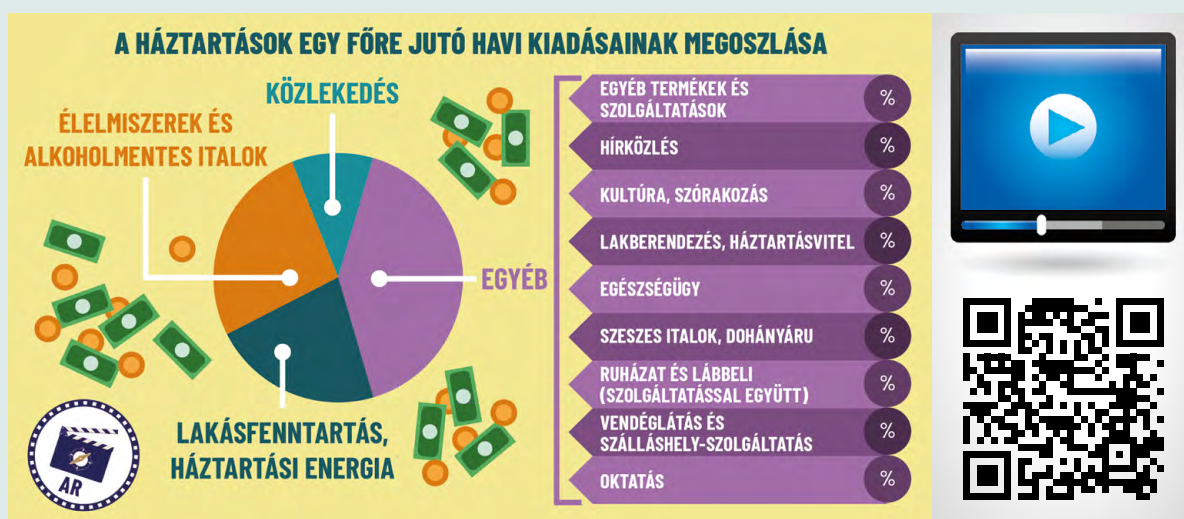 A HÁZTARTÁSOK EGY FŐRE JUTÓ HAVI KIADÁSAINAK MEGOSZLÁSA
KÖZLEKEDÉS
ÉLELMISZEREK ÉS
ALKOHOLMENTES ITALOK
EGYÉB
LAKÁSFENNTARTÁS,
HÁZTARTÁSI ENERGIA
AR
EGYÉB TERMÉKEK ÉS
SZOLGÁLTATÁSOK %
HÍRKÖZLÉS %
KULTÚRA, SZÓRAKOZÁS %
LAKBERENDEZÉS, HÁZTARTÁSVITEL %
EGÉSZSÉGÜGY %
SZESZES ITALOK, DOHÁNYÁRU %
RUHÁZAT ÉS LÁBBELI
(SZOLGÁLTATÁSSAL EGYÜTT) %
VENDÉGLÁTÁS ÉS
SZÁLLÁSHELY-SZOLGÁLTATÁS %
OKTATÁS %